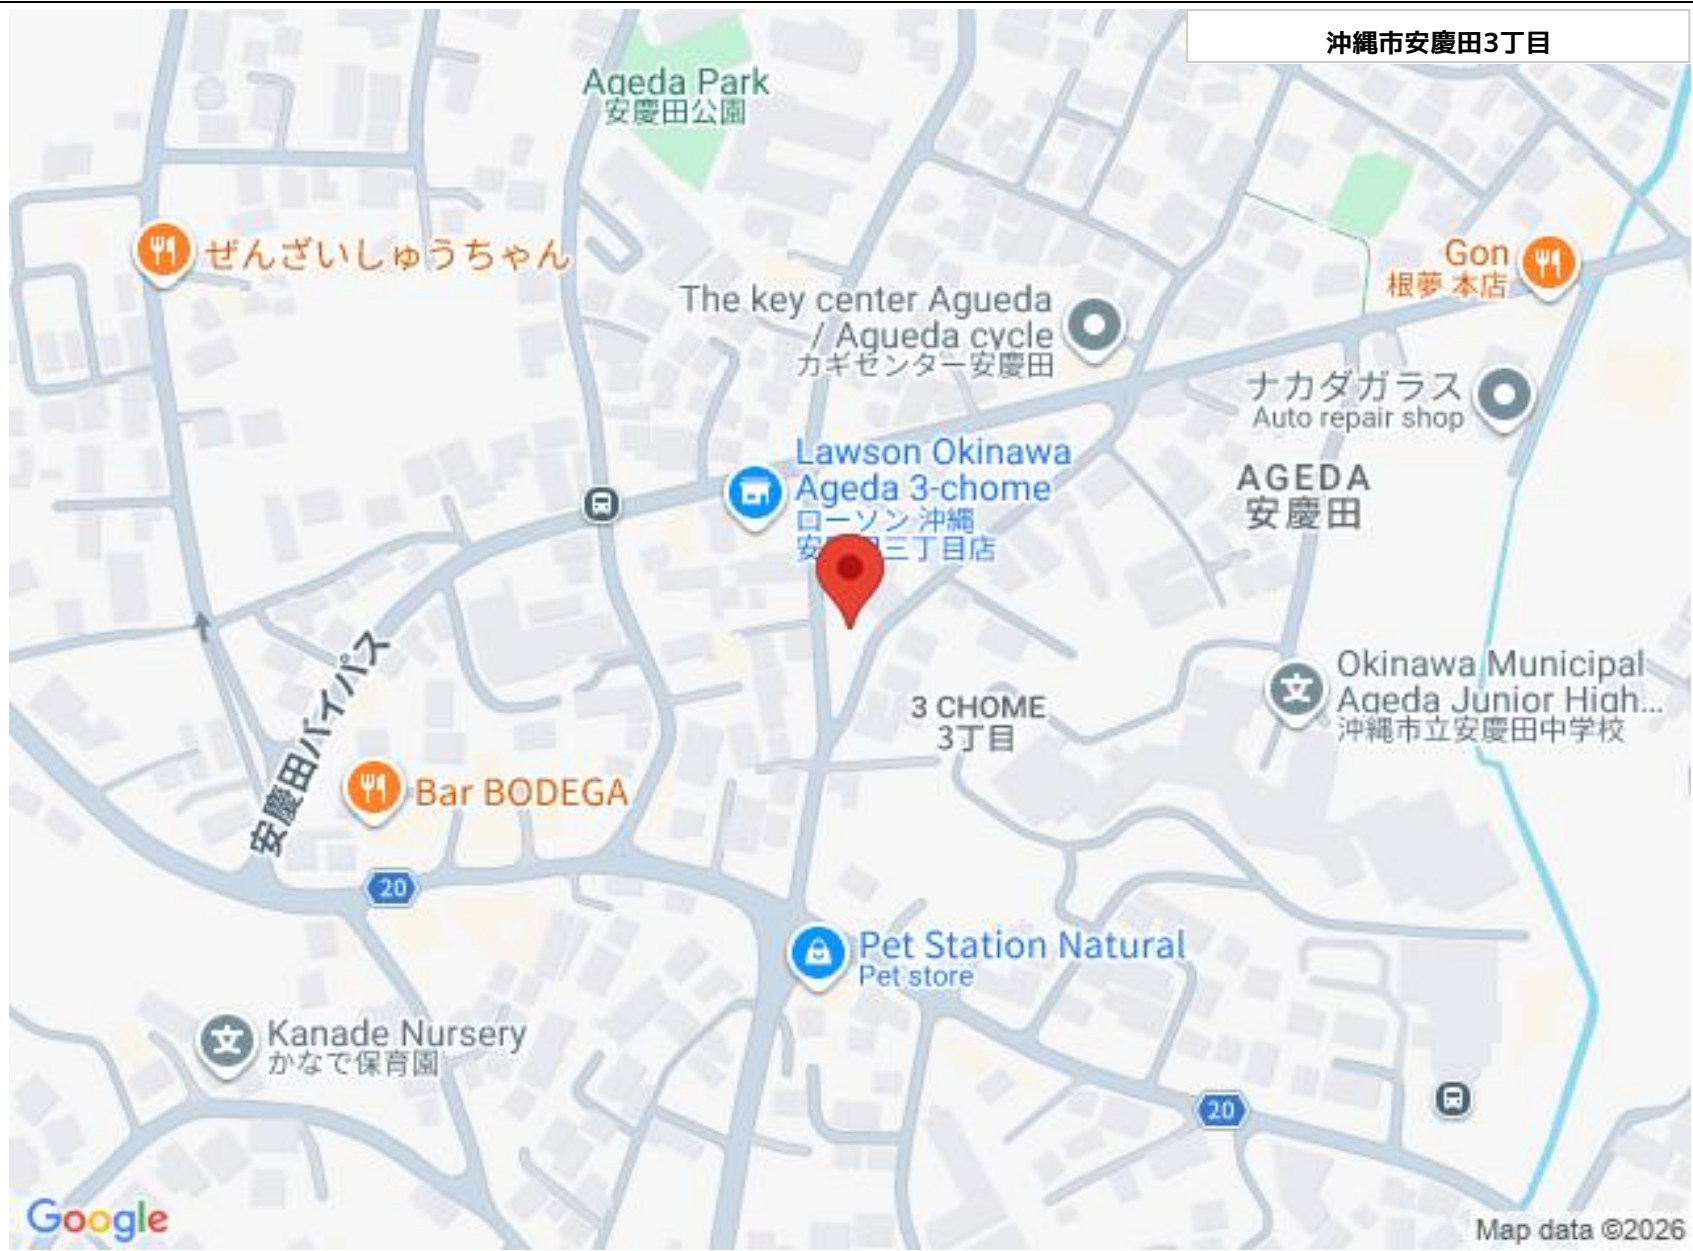 沖縄市安慶田3丁目
Ageda Park
安慶田公園
ぜんざいしゅうちゃん
Gon
根夢 本店
The key center Agueda
/ Agueda cycle
カギセンター安慶田
ナカダガラス
Auto repair shop
Lawson Okinawa
Ageda 3-chome
ローソン 沖縄
安 三丁目店
AGEDA
安慶田
安慶田バイパス
Okinawa Municipal
Ageda Junior High...
沖縄市立安慶田中学校
3 CHOME
3丁目
Bar BODEGA
20
Pet Station Natural
Pet store
Kanade Nursery
かなで保育園
20
Google
Map data ©2026